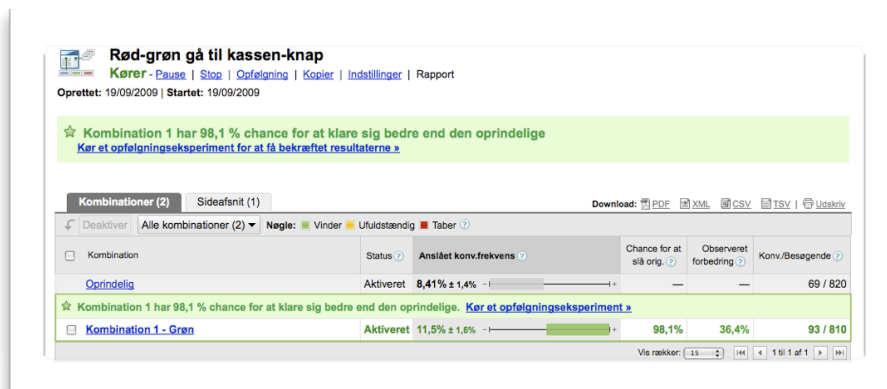 Rød-grøn gå til kassen-knap
Kører - Pause | Stop | Opfølgning | Kopier | Indstillinger | Rapport
Oprettet: 19/09/2009 | Startet: 19/09/2009
Kombination 1 har 98,1 % chance for at klare sig bedre end den oprindelige
Kør et opfølgningseksperiment for at få bekræftet resultaterne »
Kombinationer (2) Sideafsnit (1) Download: PDF XML CSV TSV | Udskriv
Deaktiver Alle kombinationer (2) Nøgle: Vinder Ufuldstændig Taber ?
Kombination Status ? Anslået konv.frekvens ? Chance for at slå orig. ? Observeret forbedring ? Konv./Besøgende ?
Oprindelig Aktiveret 8,41% ± 1,4% - + — — 69 / 820
Kombination 1 har 98,1 % chance for at klare sig bedre end den oprindelige. Kør et opfølgningseksperiment »
Kombination 1 - Grøn Aktiveret 11,5% ± 1,6% - + 98,1% 36,4% 93 / 810
Vis rækker: 15 1 til 1 af 1